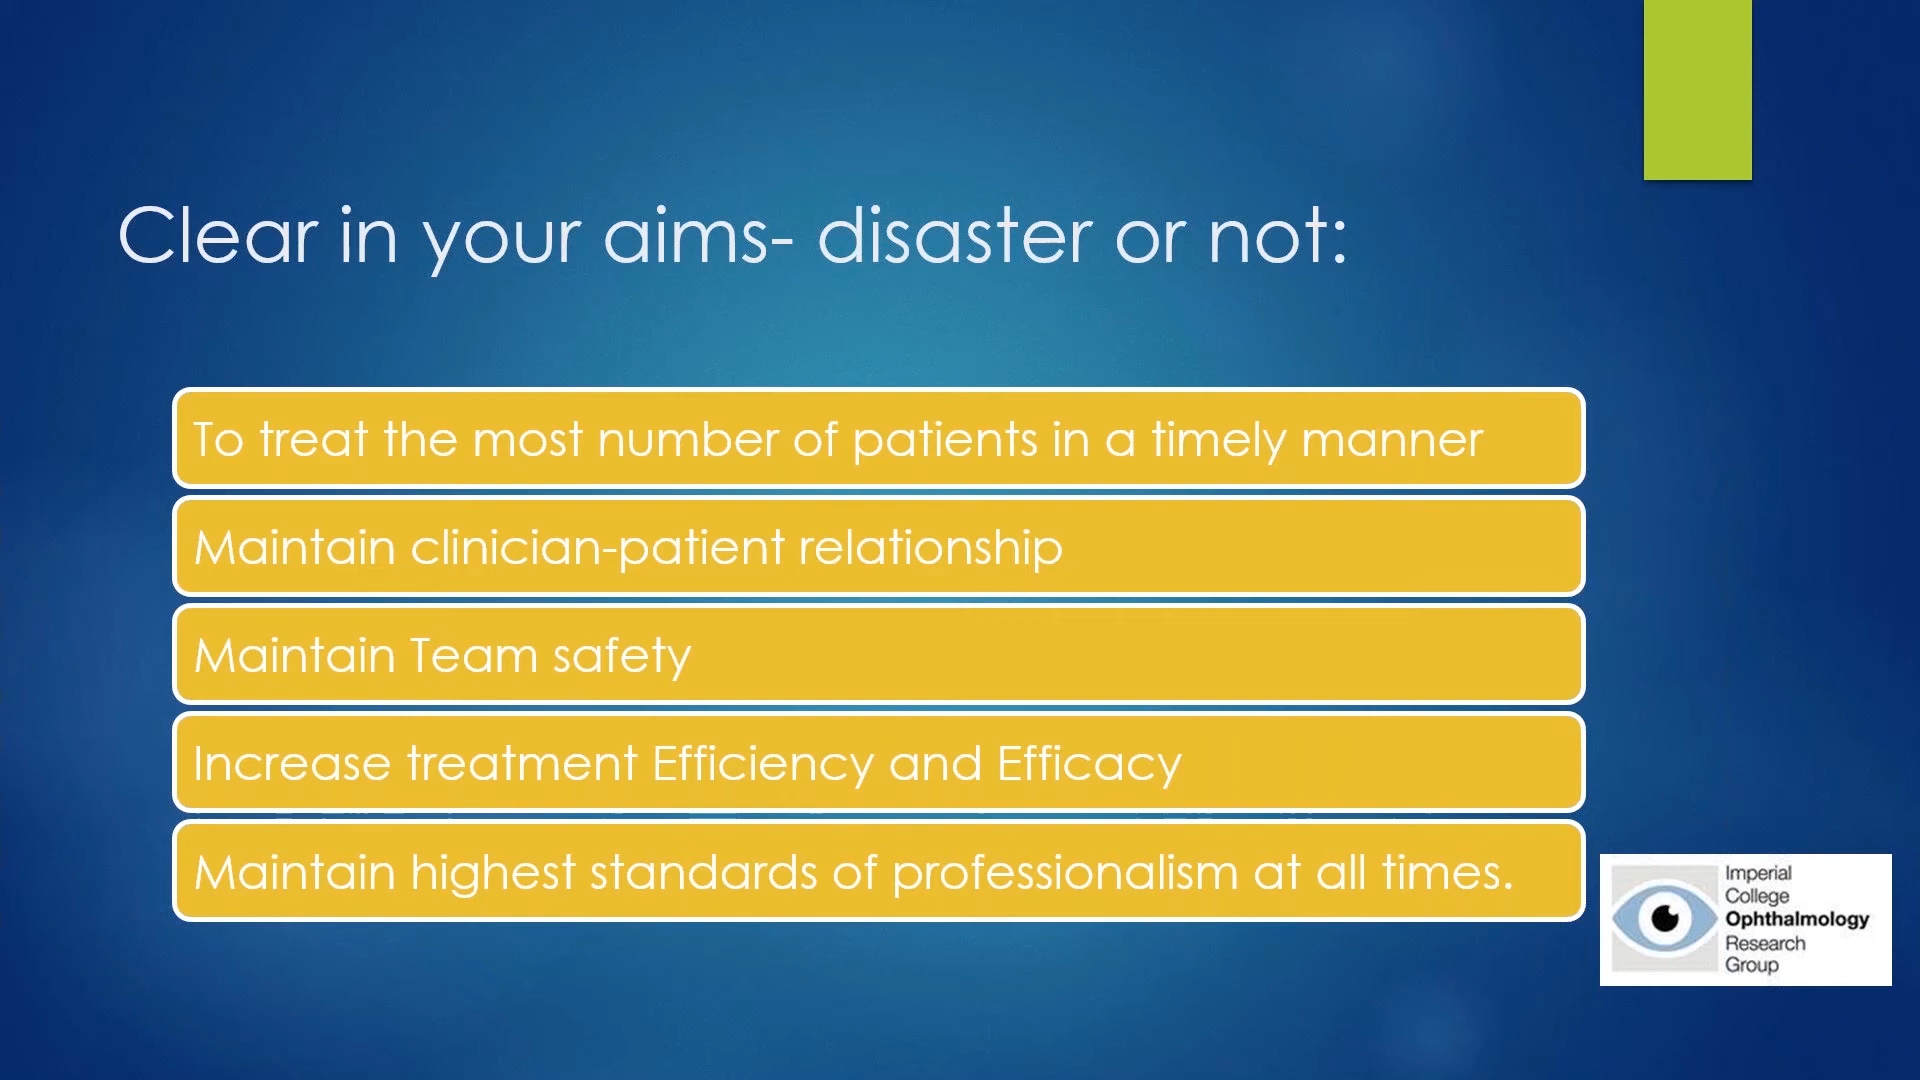 Clear in your aims- disaster or not:
To treat the most number of patients in a timely manner
Maintain clinician-patient relationship
Maintain Team safety
Increase treatment Efficiency and Efficacy
Maintain highest standards of professionalism at all times.
Imperial
College
Ophthalmology
Research
Group